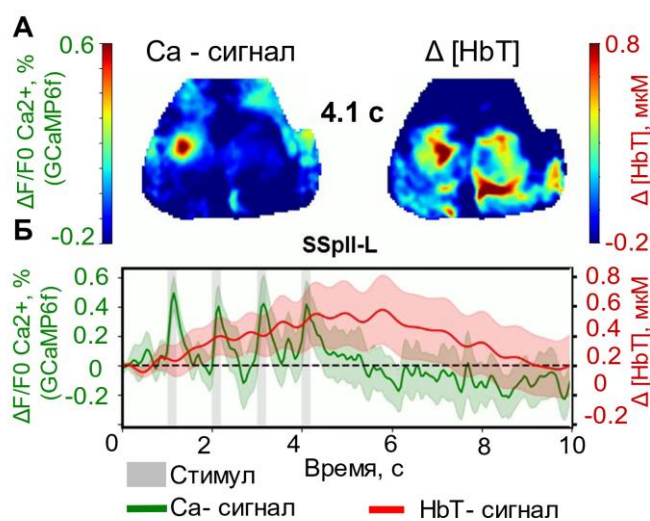 А
Ca - сигнал
Δ [HbT]
0.6
ΔF/F0 Ca2+, %
(GCaMP6f)
-0.2
4.1 с
0.8
Δ [HbT], мкМ
-0.2
Б
SSpll-L
ΔF/F0 Ca2+, %
(GCaMP6f)
0.6
0.4
0.2
0
-0.2
0.8
0.6
0.4
0.2
0
-0.2
Δ [HbT], мкМ
0
2
4
6
8
10
Время, с
Стимул
Ca- сигнал
HbT- сигнал